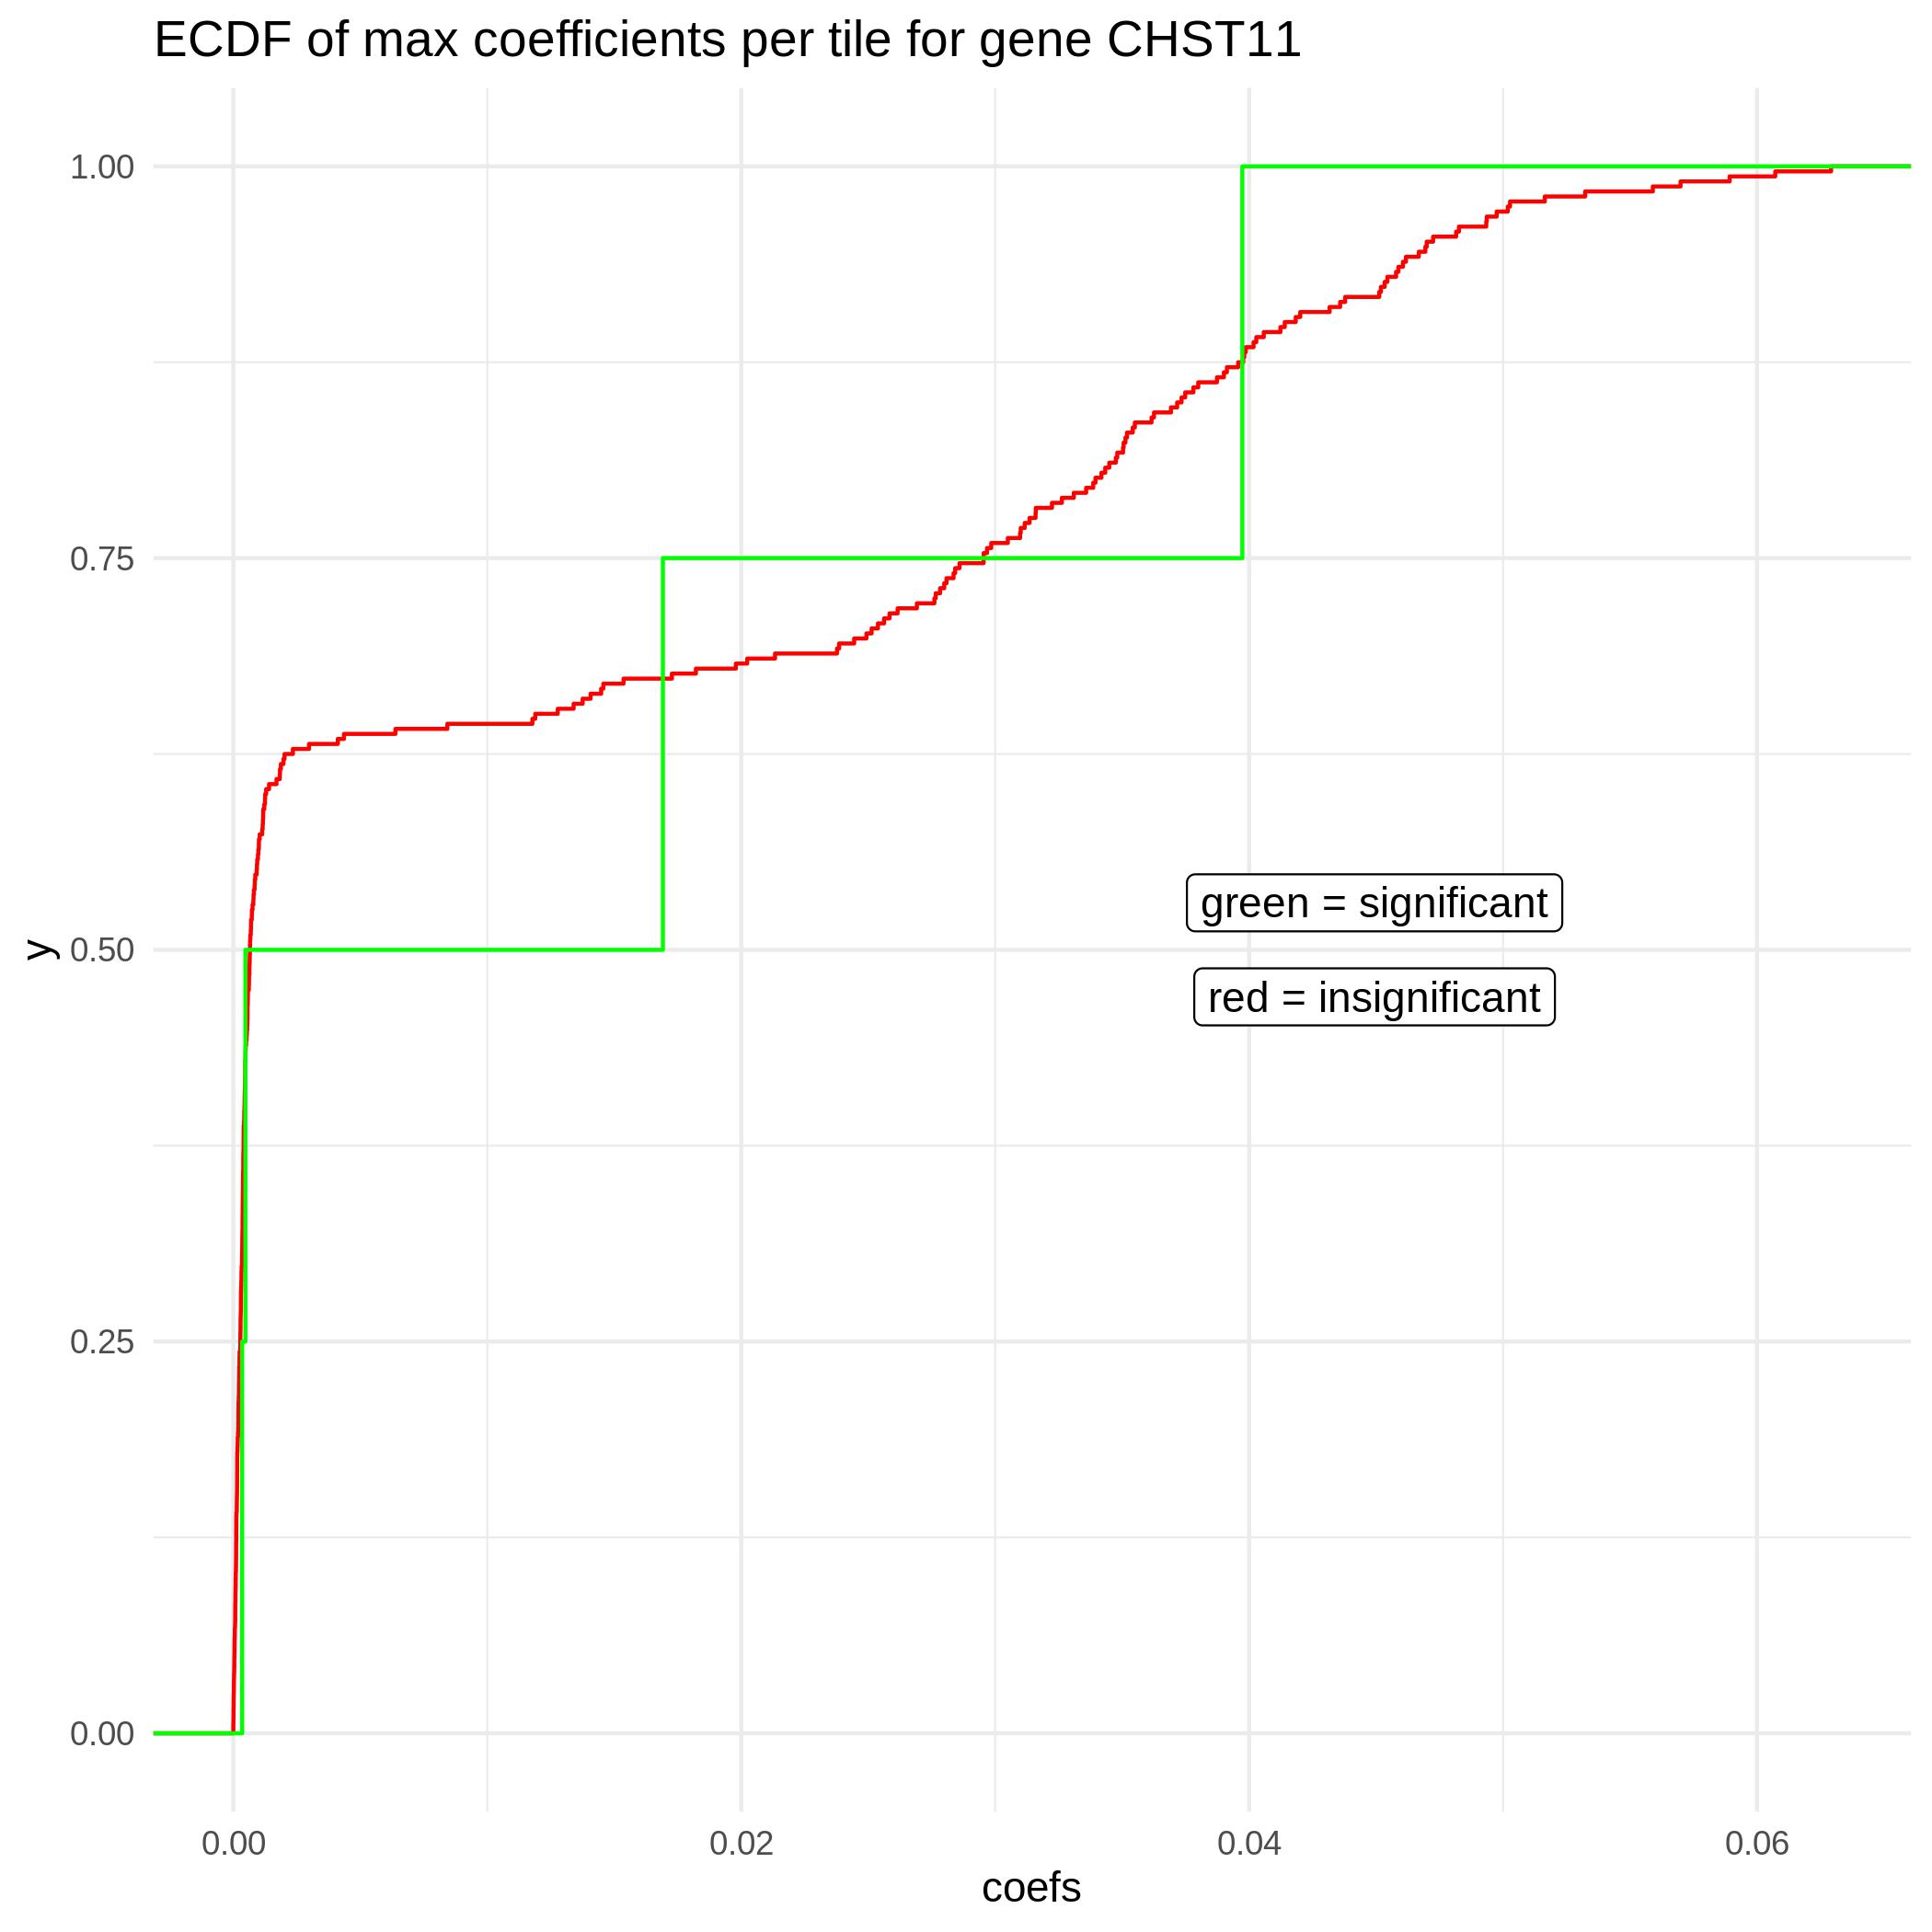 ECDF of max coefficients per tile for gene CHST11
1.00
0.75
0.50
0.25
0.00
y
green = significant
red = insignificant
0.00 0.02 0.04 0.06
coefs